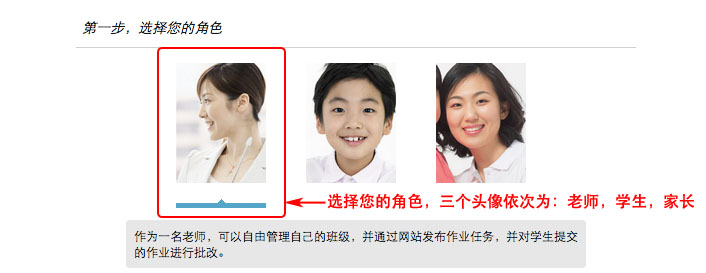 第一步，选择您的角色
选择您的角色，三个头像依次为：老师，学生，家长
作为一名老师，可以自由管理自己的班级，并通过网站发布作业任务，并对学生提交
的作业进行批改。